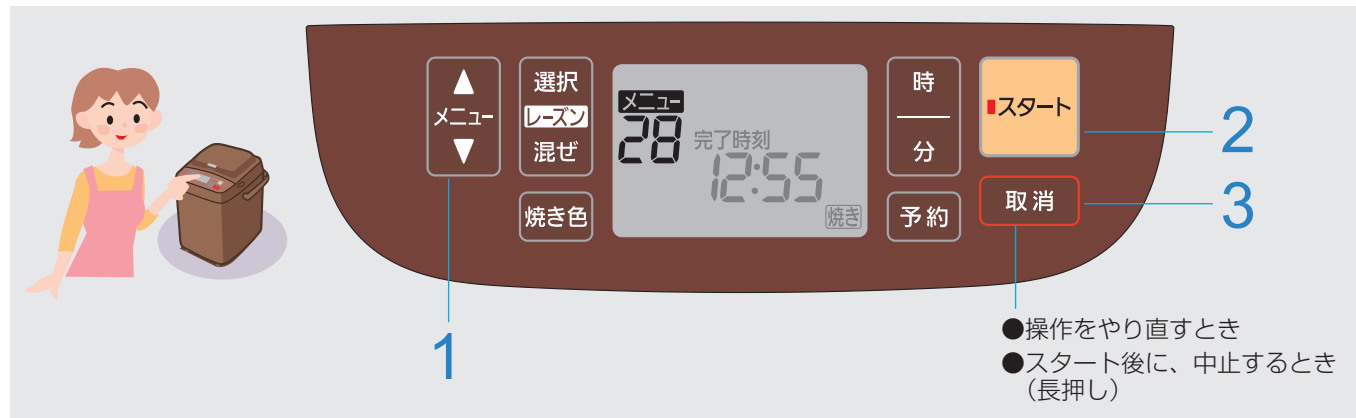 ▲
メニュー
▼
選択
レーズン
混ぜ
焼き色
メニュー
28
完了時刻
12:55
焼き
時
分
予約
スタート
取消
1
2
3
●操作をやり直すとき
●スタート後に、中止するとき
（長押し）